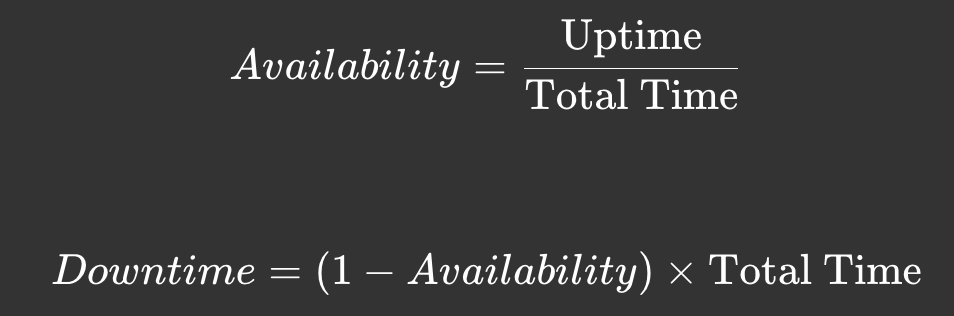 Availability = Uptime / Total Time
Downtime = (1 − Availability) × Total Time